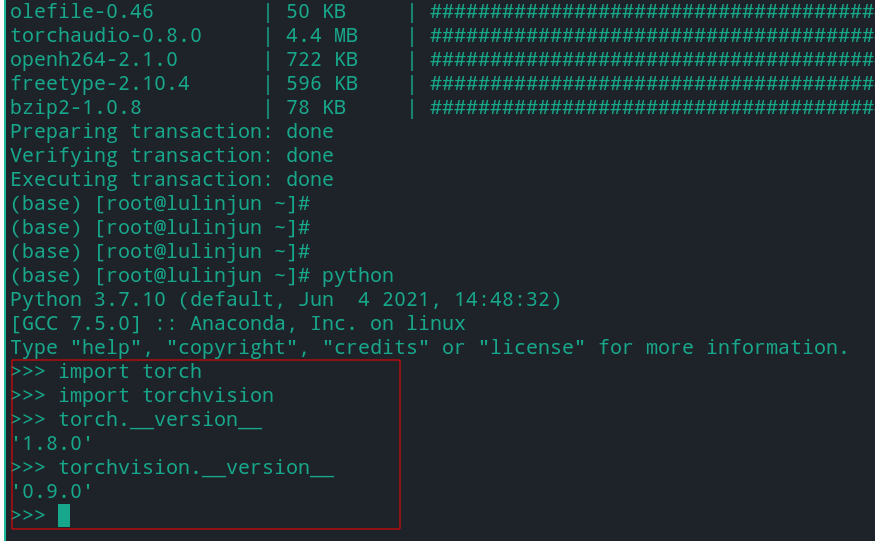 olefile-0.46         | 50 KB     | #####################################
torchaudio-0.8.0     | 4.4 MB    | #####################################
openh264-2.1.0       | 722 KB    | #####################################
freetype-2.10.4      | 596 KB    | #####################################
bzip2-1.0.8          | 78 KB     | #####################################
Preparing transaction: done
Verifying transaction: done
Executing transaction: done
(base) [root@lulinjun ~]#
(base) [root@lulinjun ~]#
(base) [root@lulinjun ~]#
(base) [root@lulinjun ~]# python
Python 3.7.10 (default, Jun  4 2021, 14:48:32)
[GCC 7.5.0] :: Anaconda, Inc. on linux
Type "help", "copyright", "credits" or "license" for more information.
>>> import torch
>>> import torchvision
>>> torch.__version__
'1.8.0'
>>> torchvision.__version__
'0.9.0'
>>>